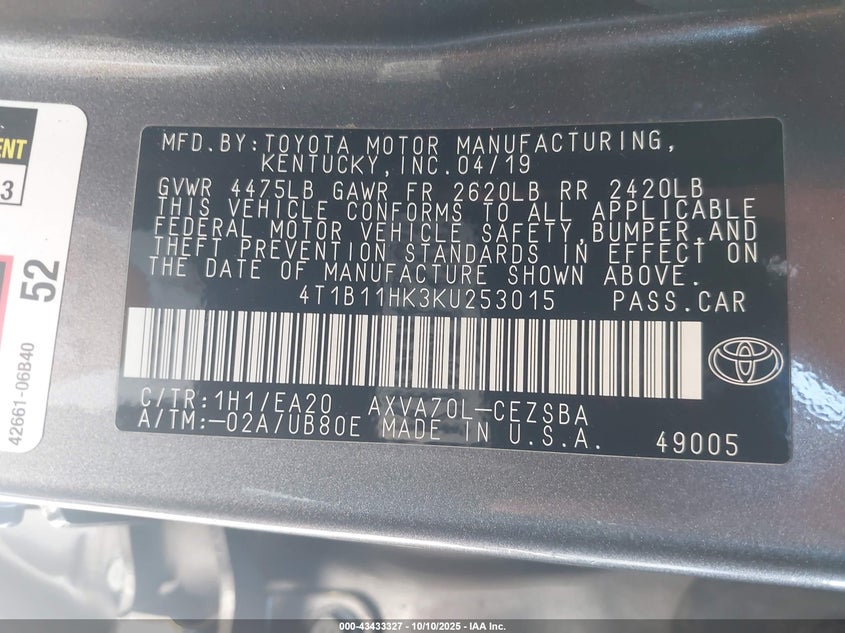 MFD.BY:TOYOTA MOTOR MANUFACTURING,
KENTUCKY,INC.04/19
GVWR 4475LB GAWR FR 2620LB RR 2420LB
THIS VEHICLE CONFORMS TO ALL APPLICABLE
FEDERAL MOTOR VEHICLE SAFETY,BUMPER,AND
THEFT PREVENTION STANDARDS IN EFFECT ON
THE DATE OF MANUFACTURE SHOWN ABOVE.
4T1B11HK3KU253015 PASS.CAR
C/TR:1H1/EA20 AXVA70L-CEZSBA
A/TM:-02A/UB80E MADE IN U.S.A. 49005
52
42661-06B40
000-43433327 - 10/10/2025 - IAA Inc.